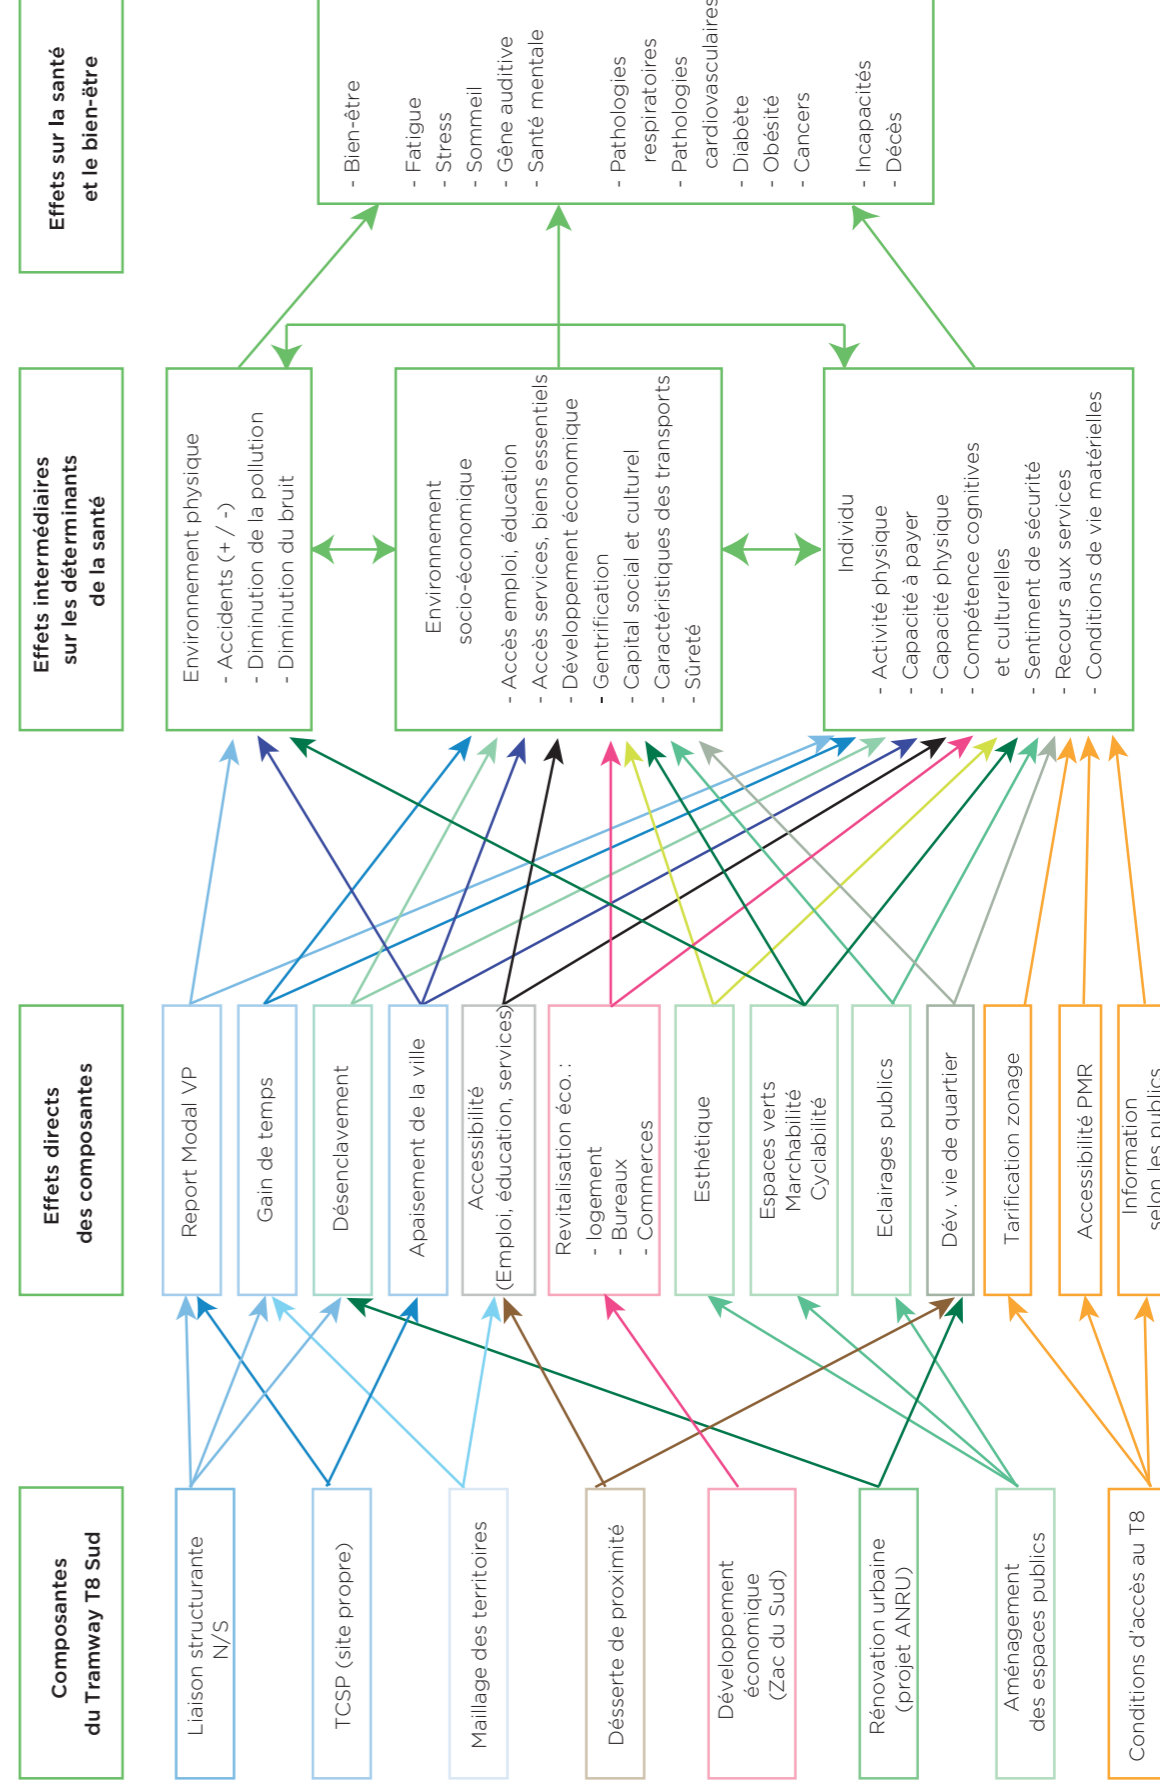 Composantes
du Tramway T8 Sud
Liaison structurante
N/S
TCSP (site propre)
Maillage des territoires
Désserte de proximité
Développement
économique
(Zac du Sud)
Rénovation urbaine
(projet ANRU)
Aménagement
des espaces publics
Conditions d'accès au T8
Effets directs
des composantes
Report Modal VP
Gain de temps
Désenclavement
Apaisement de la ville
Accessibilité
(Emploi, éducation, services)
Revitalisation éco. :
- logement
- Bureaux
- Commerces
Esthétique
Espaces verts
Marchabilité
Cyclabilité
Eclairages publics
Dév. vie de quartier
Tarification zonage
Accessibilité PMR
Information
selon les publics
Effets intermédiaires
sur les déterminants
de la santé
Environnement physique
- Accidents (+ / -)
- Diminution de la pollution
- Diminution du bruit
Environnement
socio-économique
- Accès emploi, éducation
- Accès services, biens essentiels
- Développement économique
- Gentrification
- Capital social et culturel
- Caractéristiques des transports
- Sûreté
Individu
- Activité physique
- Capacité à payer
- Capacité physique
- Compétence cognitives
et culturelles
- Sentiment de sécurité
- Recours aux services
- Conditions de vie matérielles
Effets sur la santé
et le bien-être
- Bien-être
- Fatigue
- Stress
- Sommeil
- Gêne auditive
- Santé mentale
- Pathologies
respiratoires
- Pathologies
cardiovasculaires
- Diabète
- Obésité
- Cancers
- Incapacités
- Décès